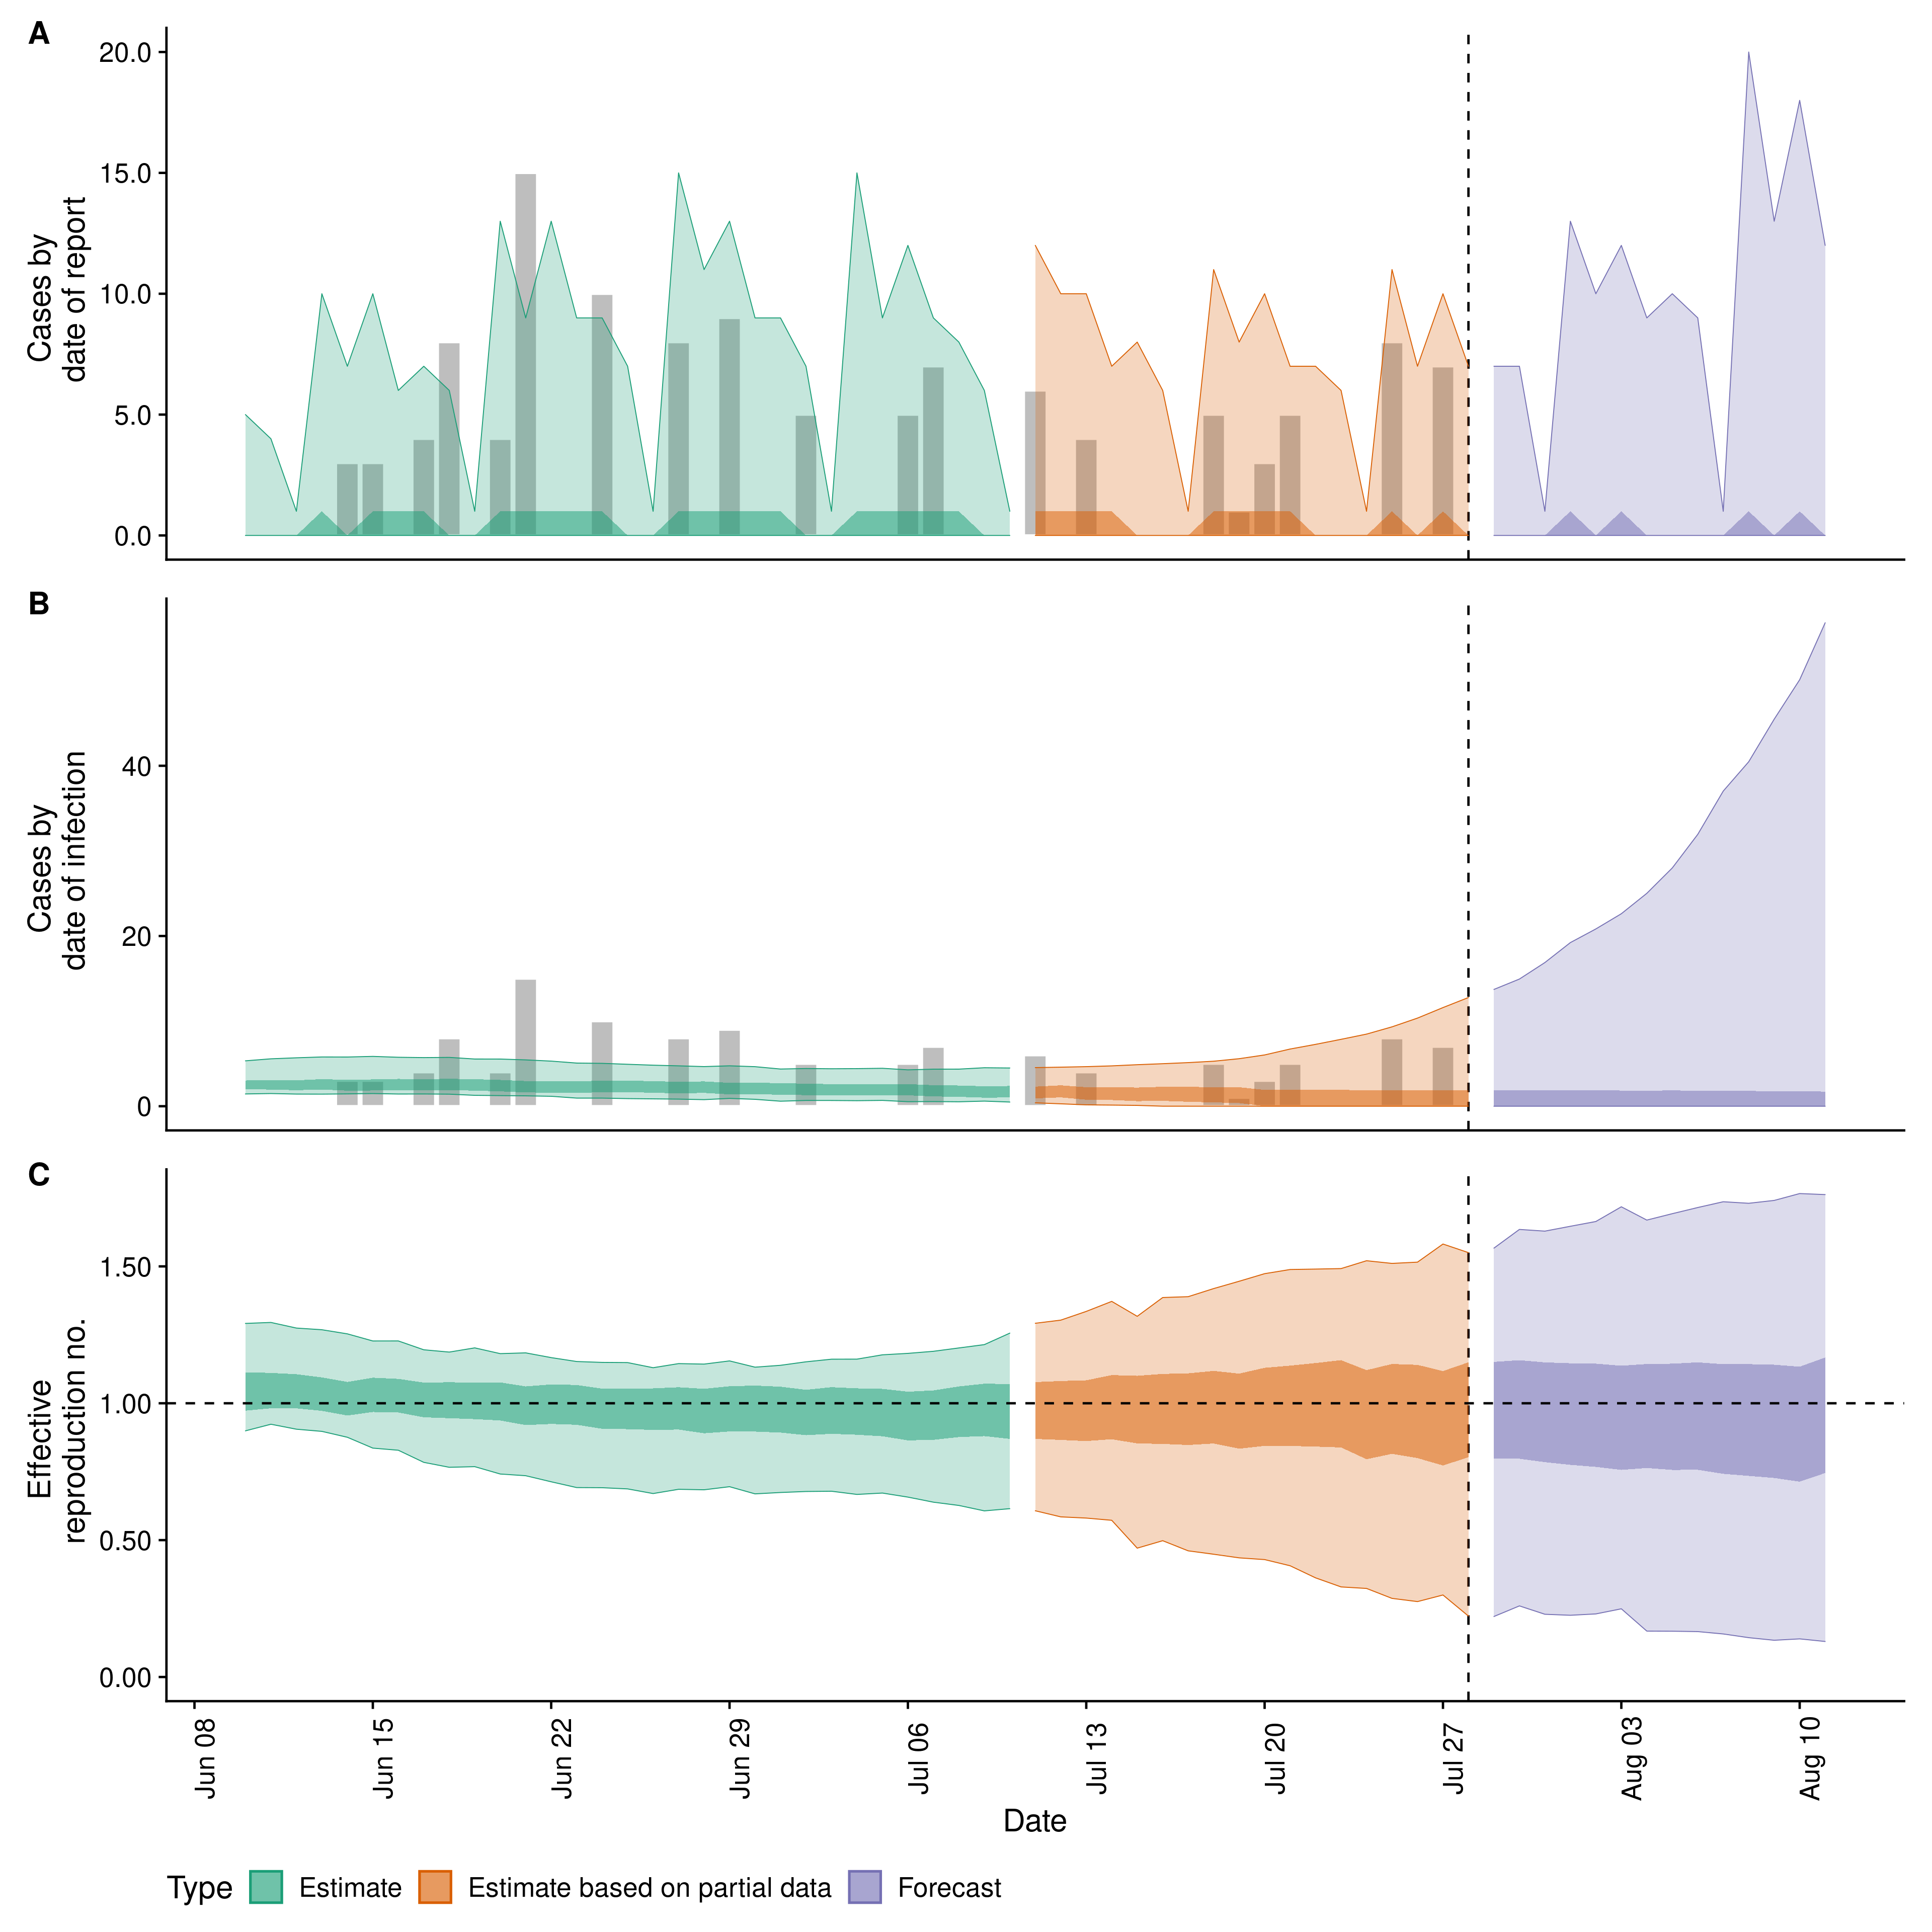 A
20.0
15.0
10.0
5.0
0.0
Cases by
date of report
B
40
20
0
Cases by
date of infection
C
1.50
1.00
0.50
0.00
Effective
reproduction no.
Jun 08
Jun 15
Jun 22
Jun 29
Jul 06
Jul 13
Jul 20
Jul 27
Aug 03
Aug 10
Date
Type Estimate Estimate based on partial data Forecast